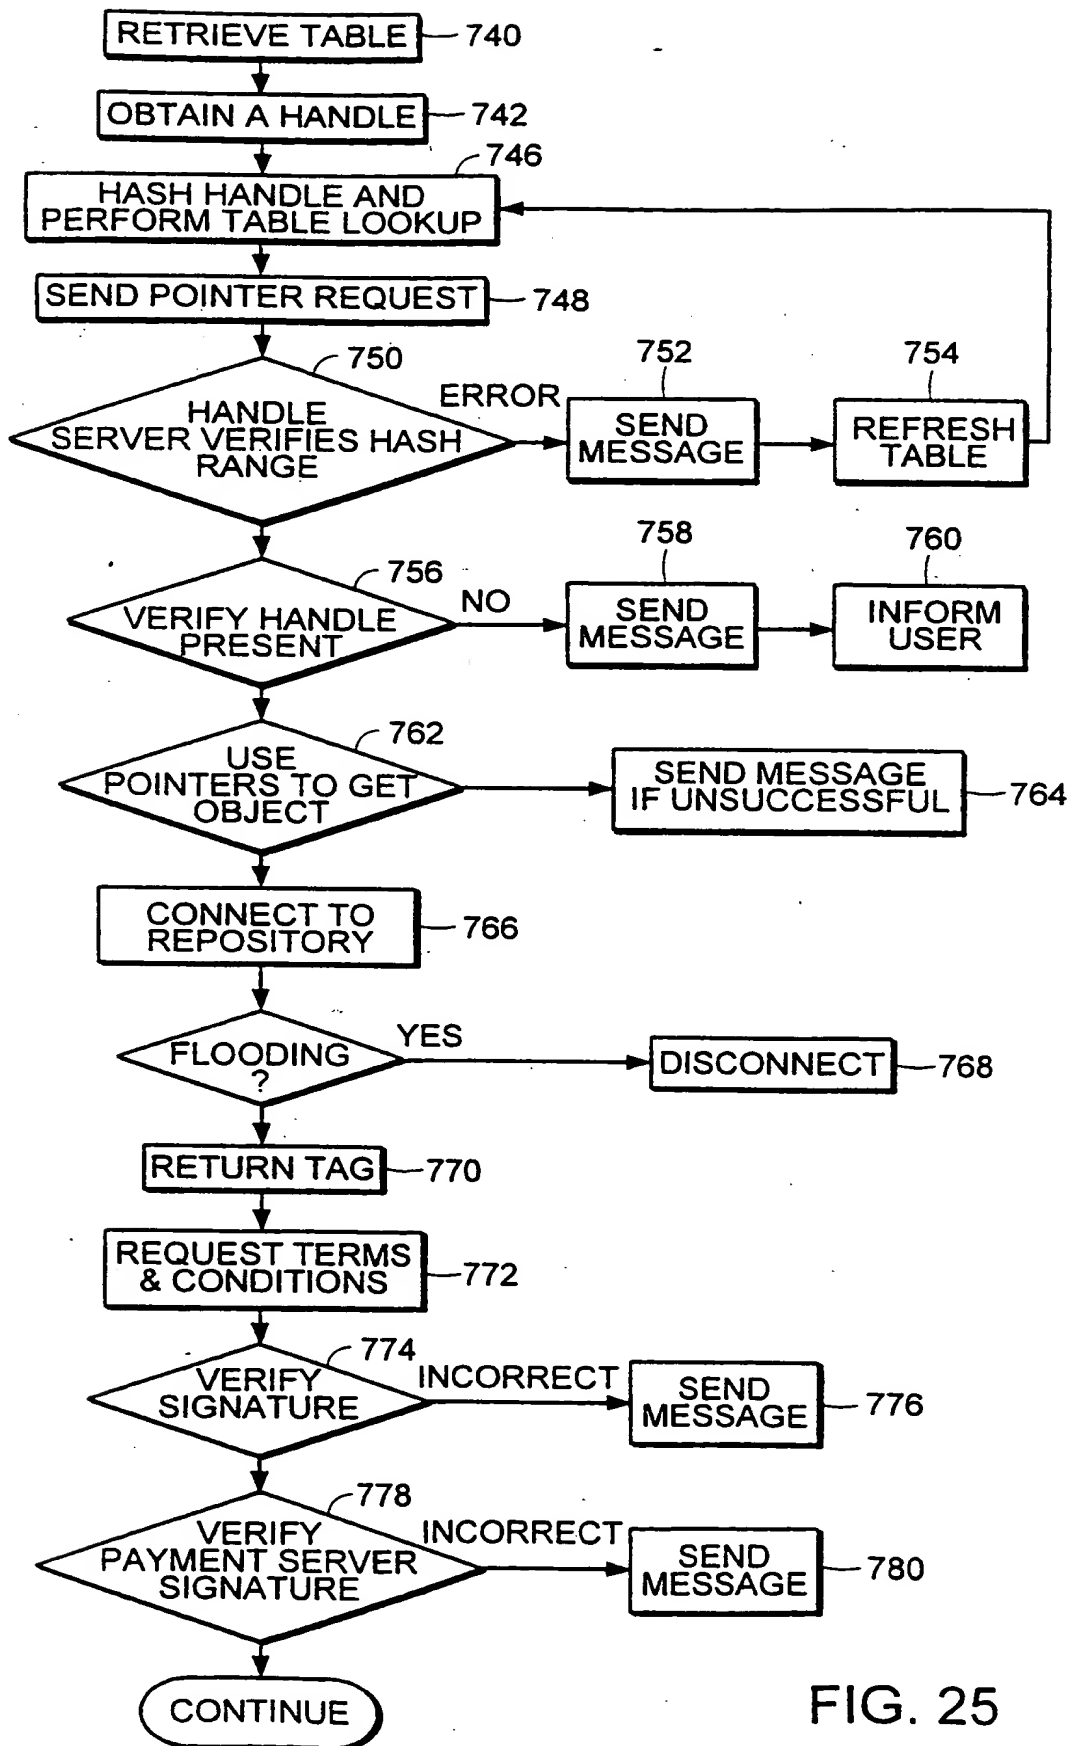 RETRIEVE TABLE
740
OBTAIN A HANDLE
742
746
HASH HANDLE AND
PERFORM TABLE LOOKUP
SEND POINTER REQUEST
748
750
HANDLE
SERVER VERIFIES HASH
RANGE
ERROR
752
SEND
MESSAGE
754
REFRESH
TABLE
756
VERIFY HANDLE
PRESENT
NO
758
SEND
MESSAGE
760
INFORM
USER
762
USE
POINTERS TO GET
OBJECT
SEND MESSAGE
IF UNSUCCESSFUL
764
CONNECT TO
REPOSITORY
766
FLOODING
?
YES
DISCONNECT
768
RETURN TAG
770
REQUEST TERMS
& CONDITIONS
772
774
VERIFY
SIGNATURE
INCORRECT
SEND
MESSAGE
776
778
VERIFY
PAYMENT SERVER
SIGNATURE
INCORRECT
SEND
MESSAGE
780
CONTINUE
FIG. 25